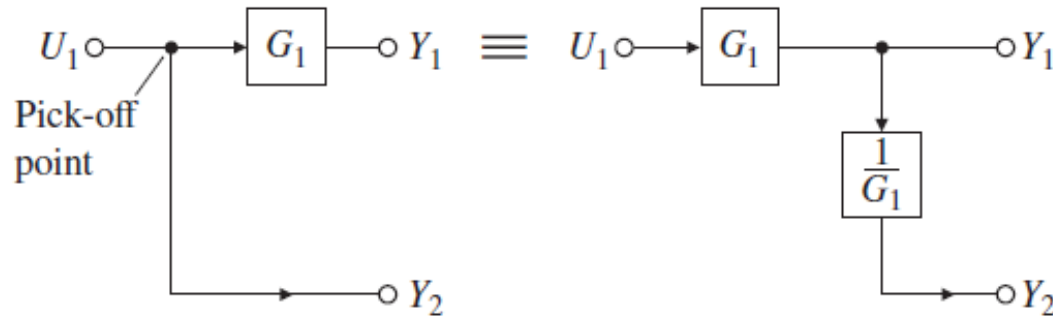 U₁ G₁ Y₁ ≡ U₁ G₁ Y₁
Pick-off
point
1
G₁
Y₂ Y₂